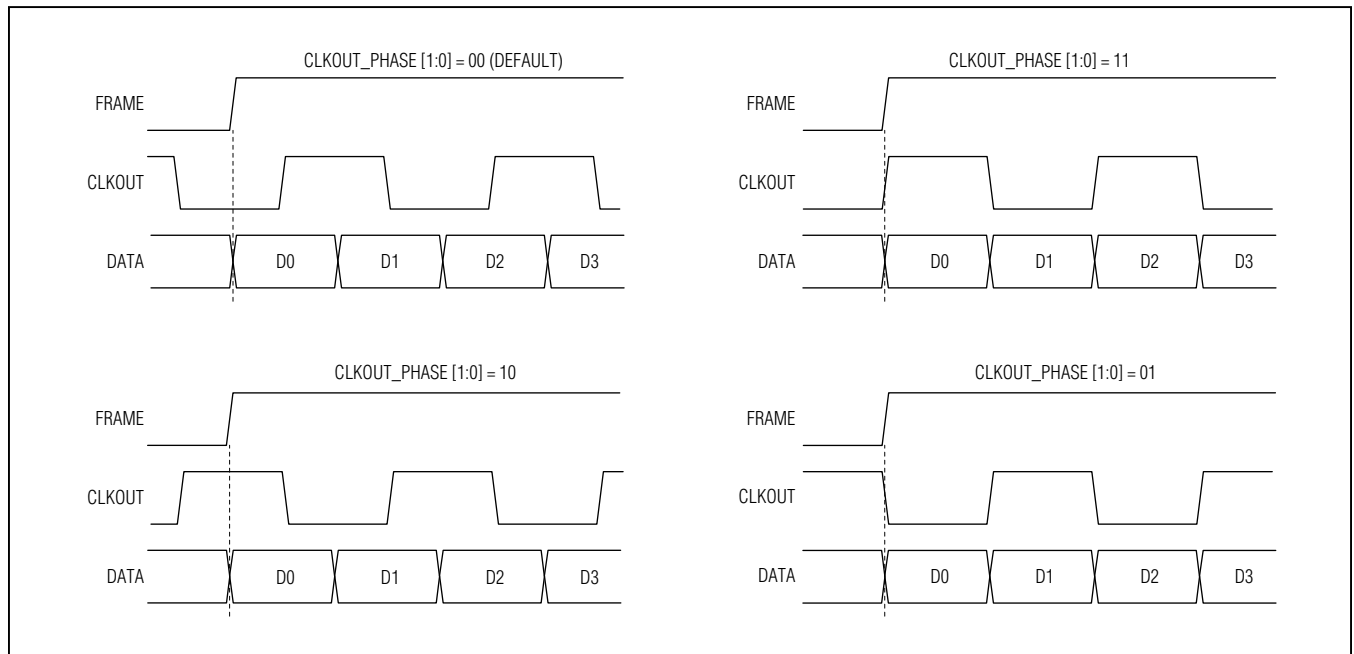 CLKOUT_PHASE [1:0] = 00 (DEFAULT)
FRAME
CLKOUT
DATA
D0
D1
D2
D3
CLKOUT_PHASE [1:0] = 11
FRAME
CLKOUT
DATA
D0
D1
D2
D3
CLKOUT_PHASE [1:0] = 10
FRAME
CLKOUT
DATA
D0
D1
D2
D3
CLKOUT_PHASE [1:0] = 01
FRAME
CLKOUT
DATA
D0
D1
D2
D3